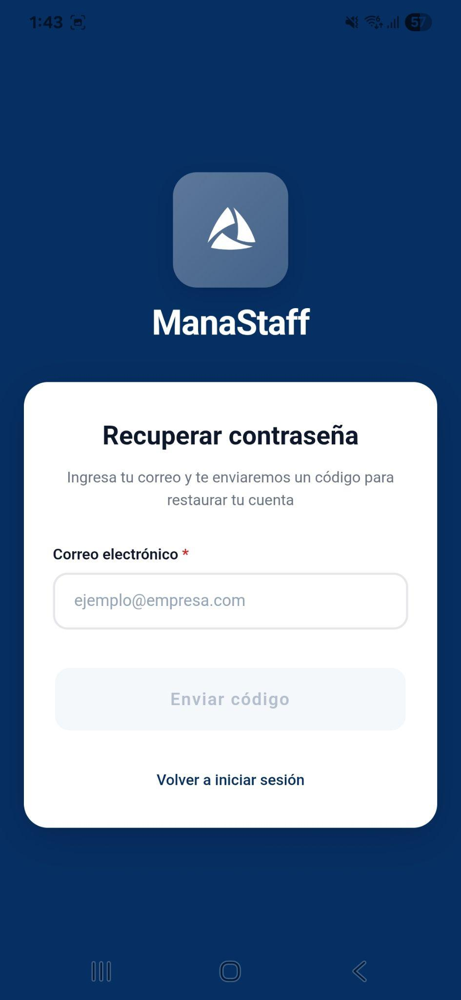 1:43
6
57
ManaStaff
Recuperar contraseña
Ingresa tu correo y te enviaremos un código para
restaurar tu cuenta
Correo electrónico *
ejemplo@empresa.com
Enviar código
Volver a iniciar sesión